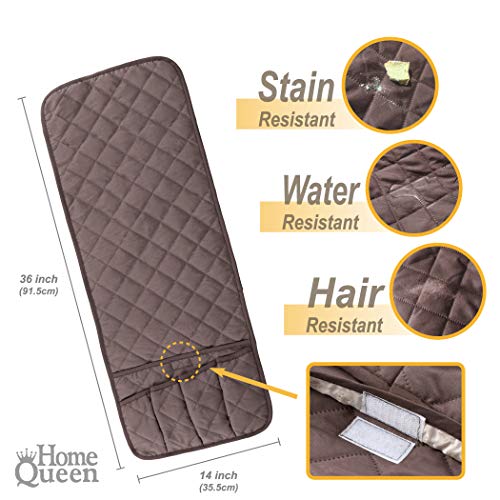 Stain
Resistant
Water
Resistant
Hair
Resistant
36 inch
(91.5cm)
14 inch
(35.5cm)
Home
Queen